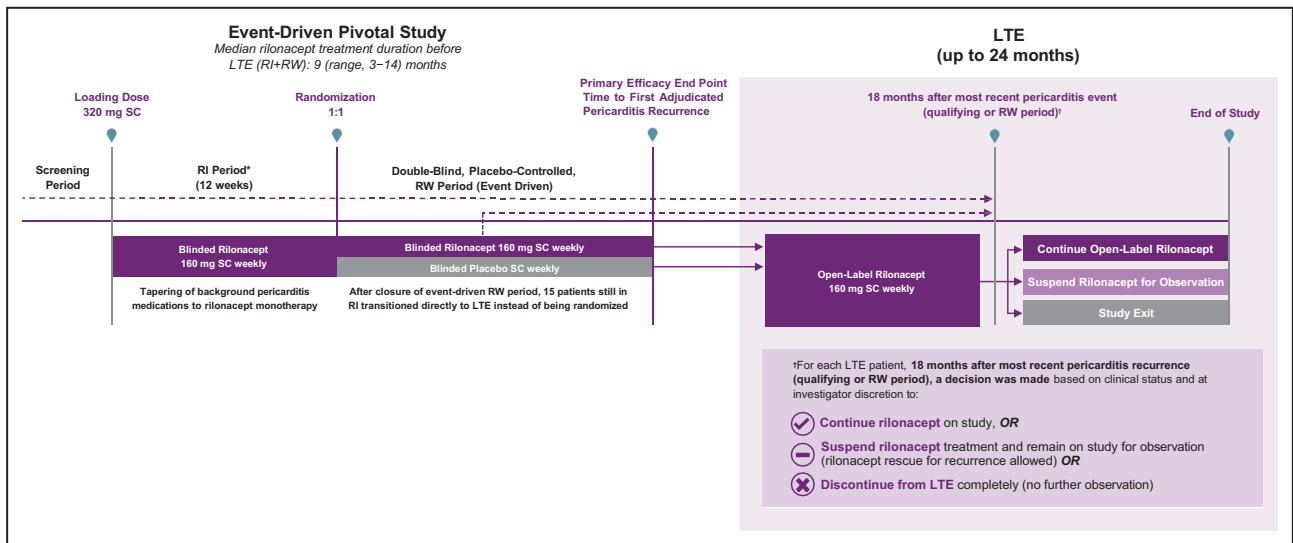 Event-Driven Pivotal Study
Median rilonacept treatment duration before
LTE (RI+RW): 9 (range, 3−14) months
LTE
(up to 24 months)
Loading Dose
320 mg SC
Randomization
1:1
Primary Efficacy End Point
Time to First Adjudicated
Pericarditis Recurrence
18 months after most recent pericarditis event
(qualifying or RW period)†
End of Study
Screening
Period
RI Period*
(12 weeks)
Double-Blind, Placebo-Controlled,
RW Period (Event Driven)
Blinded Rilonacept
160 mg SC weekly
Blinded Rilonacept 160 mg SC weekly
Blinded Placebo SC weekly
Tapering of background pericarditis
medications to rilonacept monotherapy
After closure of event-driven RW period, 15 patients still in
RI transitioned directly to LTE instead of being randomized
Open-Label Rilonacept
160 mg SC weekly
Continue Open-Label Rilonacept
Suspend Rilonacept for Observation
Study Exit
†For each LTE patient, 18 months after most recent pericarditis recurrence
(qualifying or RW period), a decision was made based on clinical status and at
investigator discretion to:
Continue rilonacept on study, OR
Suspend rilonacept treatment and remain on study for observation
(rilonacept rescue for recurrence allowed) OR
Discontinue from LTE completely (no further observation)